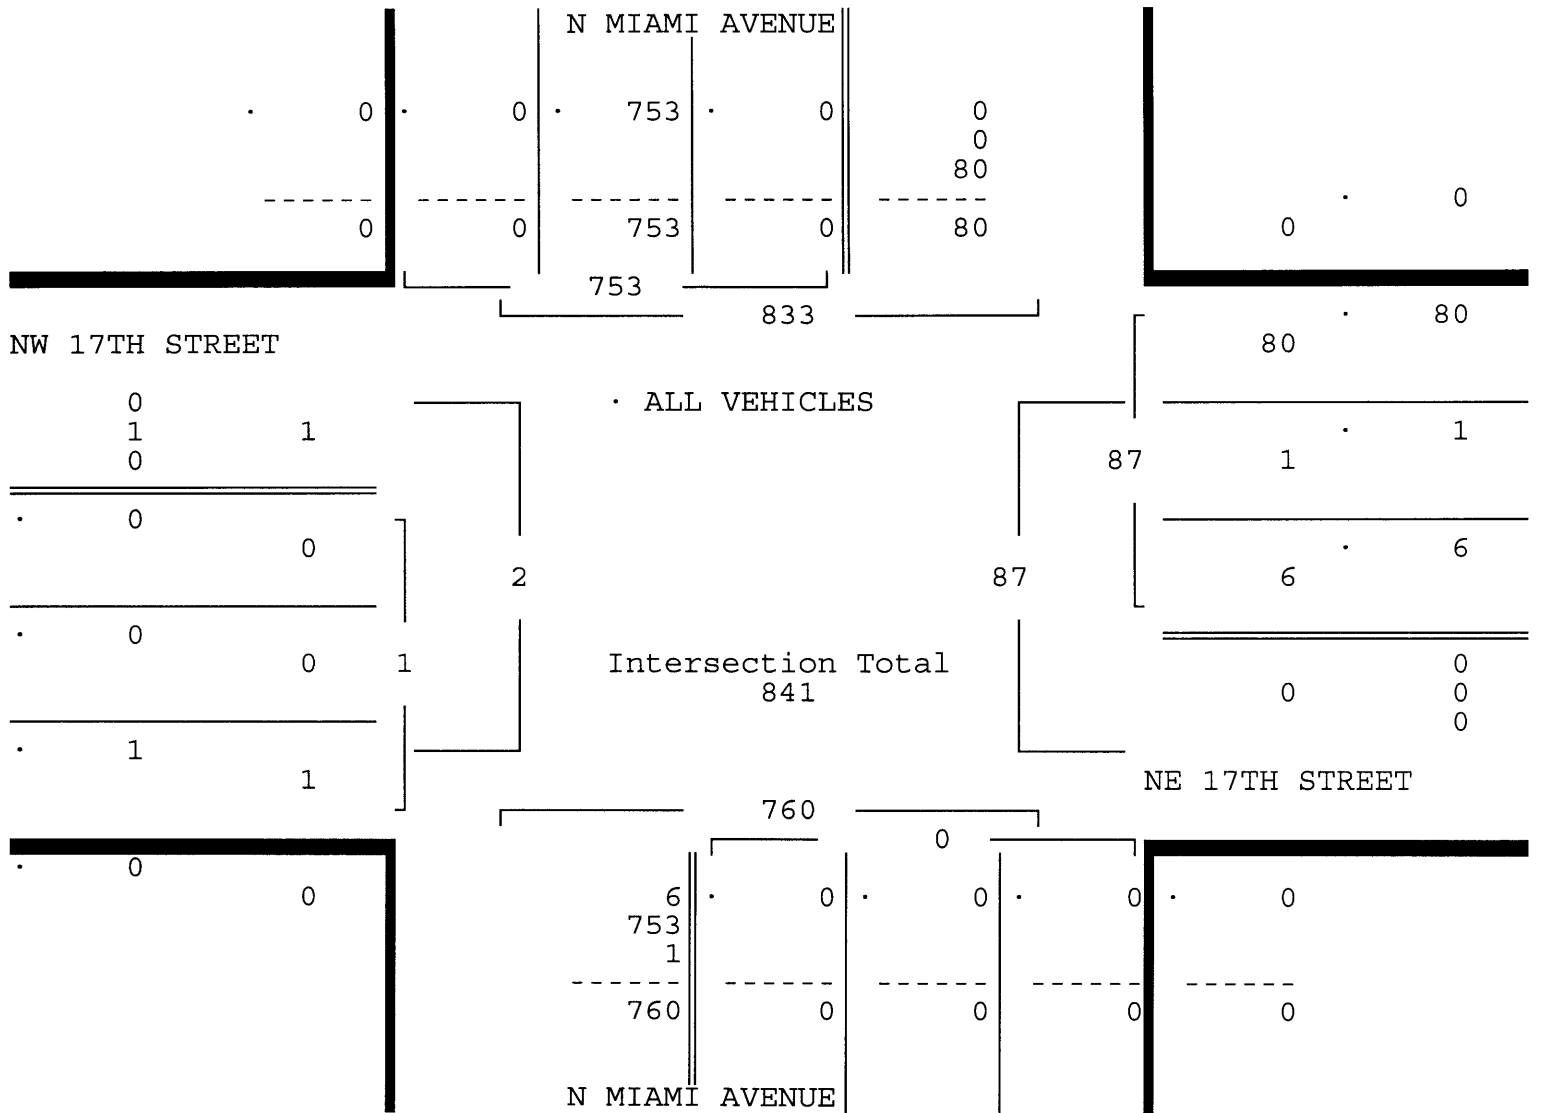 N MIAMI AVENUE
· 0 · 0 · 753 · 0 0
0
80
------ ------ ------ ------ ------
· 0
0 0 753 0 80 0
753
833 · 80
NW 17TH STREET 80
0 · ALL VEHICLES
1 1 · 1
0 87 1
· 0
0 · 6
2 87 6
· 0
0 1 Intersection Total 0
841 0 0
0
· 1
1 NE 17TH STREET
760
0
· 0
0 6 · 0 · 0 · 0 · 0
753
1
------ ------ ------ ------ ------
760 0 0 0 0
N MIAMI AVENUE